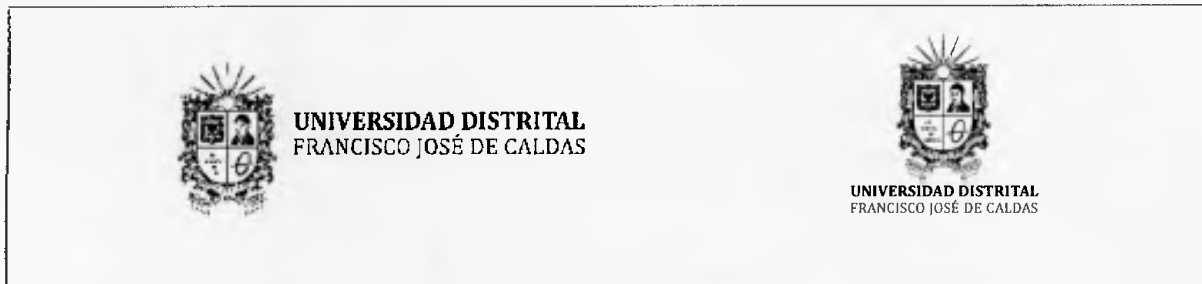 UNIVERSIDAD DISTRITAL
FRANCISCO JOSÉ DE CALDAS
UNIVERSIDAD DISTRITAL
FRANCISCO JOSÉ DE CALDAS